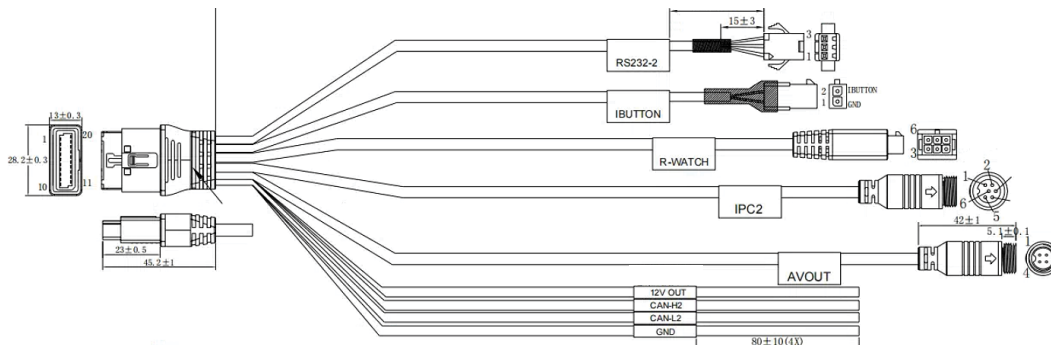 15±3
3
1
RS232-2
IBUTTON
2
1
IBUTTON
GND
13±0.3
1
20
28.2±0.3
10
11
R-WATCH
6
3
1
2
6
5
IPC2
42±1
5.1±0.1
1
4
AVOUT
23±0.5
45.2±1
12V OUT
CAN-H2
CAN-L2
GND
80±10(4X)